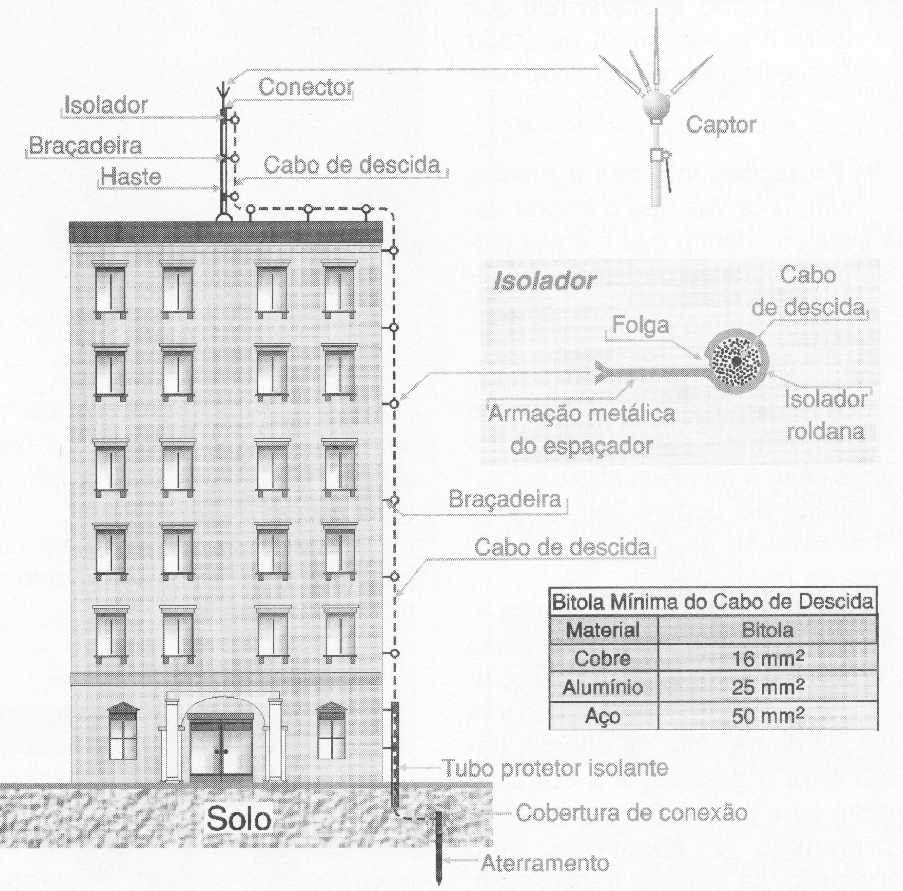 Conector
Isolador
Captor
Braçadeira
Cabo de descida
Haste
Isolador
Cabo
de descida
Folga
Armação metálica
do espaçador
Isolador
roldana
Braçadeira
Cabo de descida
Bitola Mínima do Cabo de Descida
Material Bitola
Cobre 16 mm²
Alumínio 25 mm²
Aço 50 mm²
Tubo protetor isolante
Solo
Cobertura de conexão
Aterramento